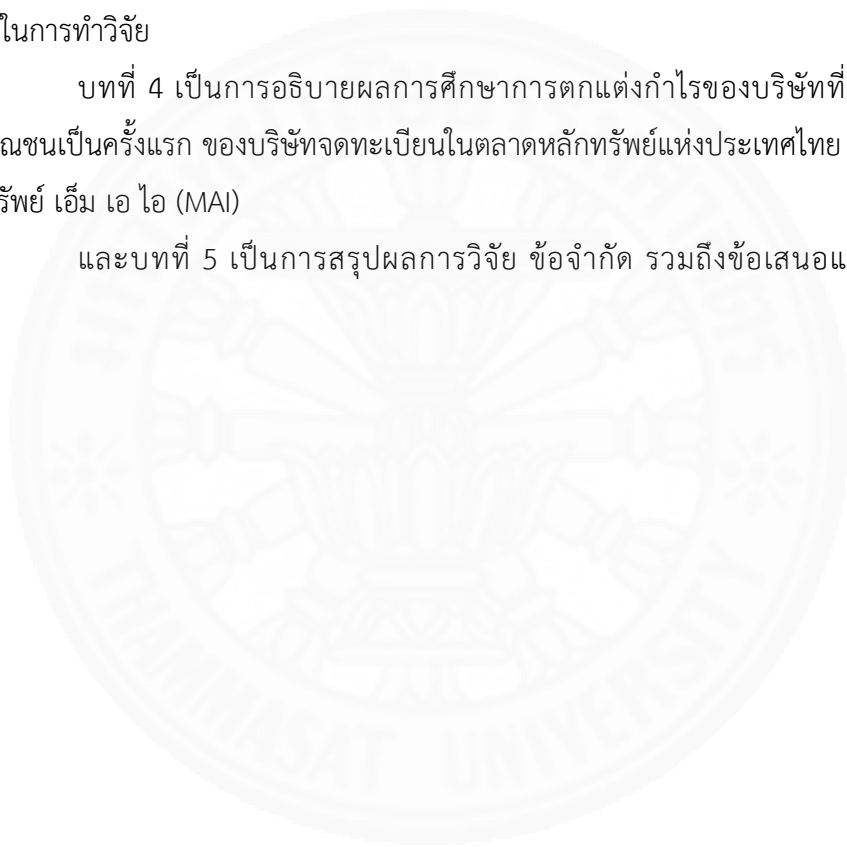 ในการทำวิจัย
บทที่ 4 เป็นการอธิบายผลการศึกษาการตกแต่งกำไรของบริษัทที่
ณชนเป็นครั้งแรก ของบริษัทจดทะเบียนในตลาดหลักทรัพย์แห่งประเทศไทย
รัพย์ เอ็ม เอ ไอ (MAI)
และบทที่ 5 เป็นการสรุปผลการวิจัย ข้อจำกัด รวมถึงข้อเสนอแ
THAMMASAT UNIVERSITY